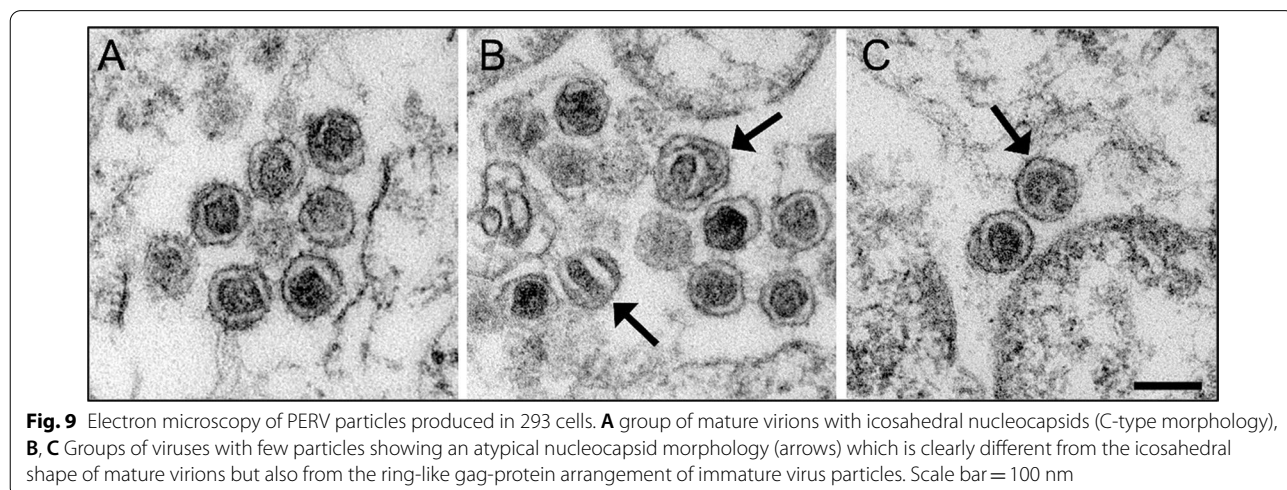 A
B
C
Fig. 9 Electron microscopy of PERV particles produced in 293 cells. A group of mature virions with icosahedral nucleocapsids (C-type morphology),
B, C Groups of viruses with few particles showing an atypical nucleocapsid morphology (arrows) which is clearly different from the icosahedral
shape of mature virions but also from the ring-like gag-protein arrangement of immature virus particles. Scale bar = 100 nm